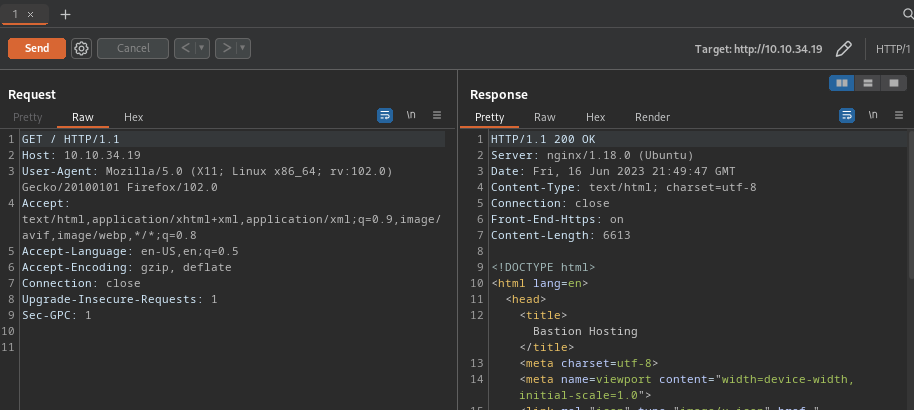 1 × +
Send Cancel < > Target: http://10.10.34.19 HTTP/1
Request
Pretty Raw Hex \n
1 GET / HTTP/1.1
2 Host: 10.10.34.19
3 User-Agent: Mozilla/5.0 (X11; Linux x86_64; rv:102.0)
Gecko/20100101 Firefox/102.0
4 Accept:
text/html,application/xhtml+xml,application/xml;q=0.9,image/
avif,image/webp,*/*;q=0.8
5 Accept-Language: en-US,en;q=0.5
6 Accept-Encoding: gzip, deflate
7 Connection: close
8 Upgrade-Insecure-Requests: 1
9 Sec-GPC: 1
10
11
Response
Pretty Raw Hex Render \n
1 HTTP/1.1 200 OK
2 Server: nginx/1.18.0 (Ubuntu)
3 Date: Fri, 16 Jun 2023 21:49:47 GMT
4 Content-Type: text/html; charset=utf-8
5 Connection: close
6 Front-End-Https: on
7 Content-Length: 6613
8
9 <!DOCTYPE html>
10 <html lang=en>
11 <head>
12 <title>
Bastion Hosting
</title>
13 <meta charset=utf-8>
14 <meta name=viewport content="width=device-width,
initial-scale=1.0">